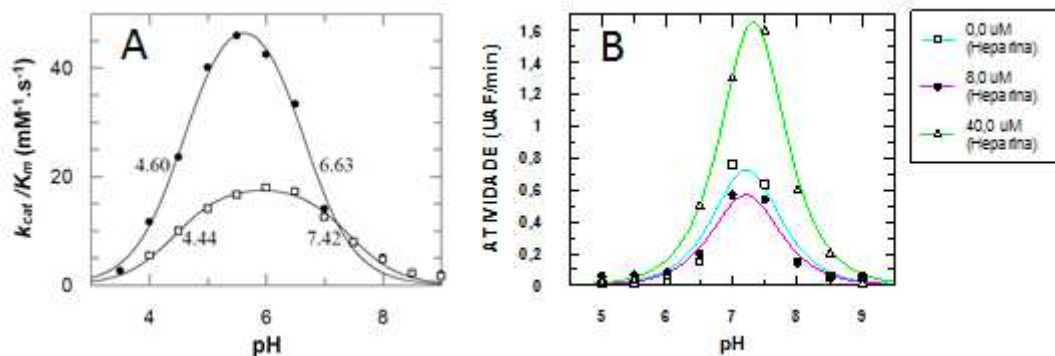 A
k_cat/K_m (mM⁻¹.s⁻¹)
40
20
0
4.60
6.63
4.44
7.42
4
6
8
pH
B
ATIVIDADE (UAF/min)
1,6
1,4
1,2
1
0,8
0,6
0,4
0,2
0
5
6
7
8
9
pH
0,0 uM
(Heparina)
8,0 uM
(Heparina)
40,0 uM
(Heparina)